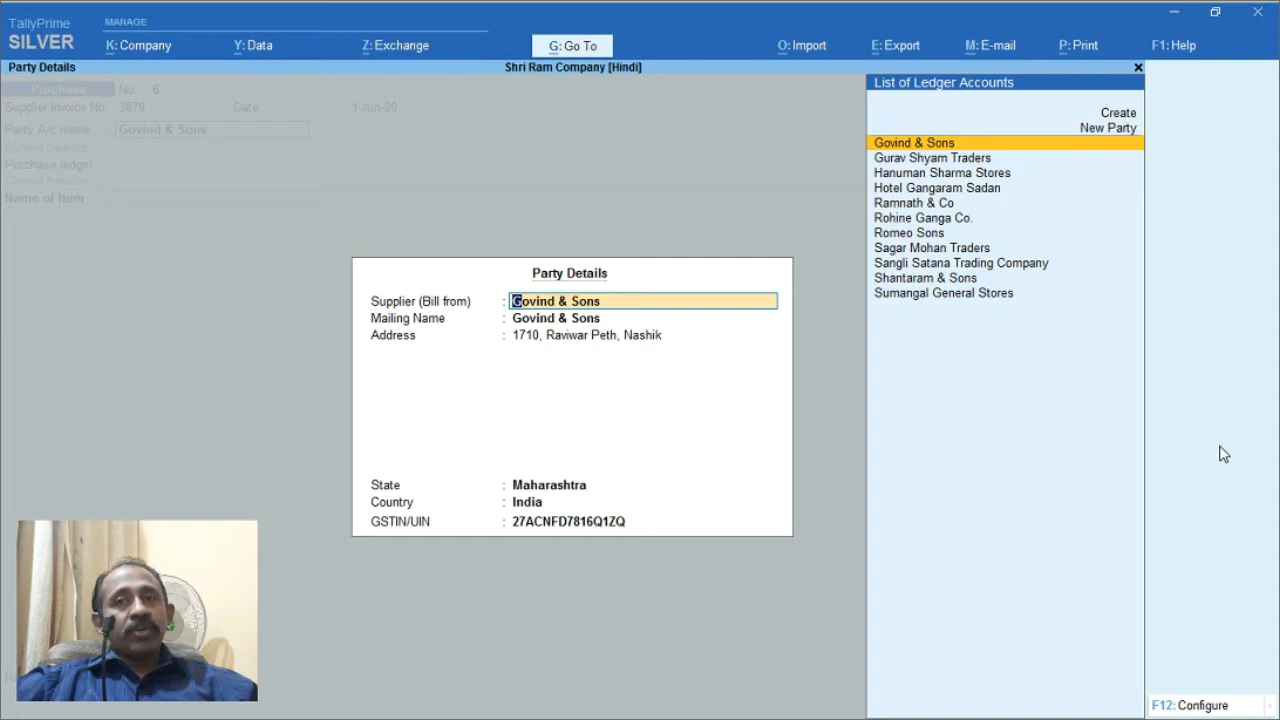 TallyPrime
SILVER
MANAGE
K: Company
Y: Data
Z: Exchange
G: Go To
O: Import
E: Export
M: E-mail
P: Print
F1: Help
Party Details
Shri Ram Company [Hindi]
List of Ledger Accounts
Purchase No. 6
Supplier Invoice No. 3870 Date 1-Jun-20
Party A/c name Govind & Sons
Current balance
Purchase ledger
Current balance
Name of Item
Create
New Party
Govind & Sons
Gurav Shyam Traders
Hanuman Sharma Stores
Hotel Gangaram Sadan
Ramnath & Co
Rohine Ganga Co.
Romeo Sons
Sagar Mohan Traders
Sangli Satana Trading Company
Shantaram & Sons
Sumangal General Stores
Party Details
Supplier (Bill from) : Govind & Sons
Mailing Name : Govind & Sons
Address : 1710, Raviwar Peth, Nashik
State : Maharashtra
Country : India
GSTIN/UIN : 27ACNFD7816Q1ZQ
F12: Configure